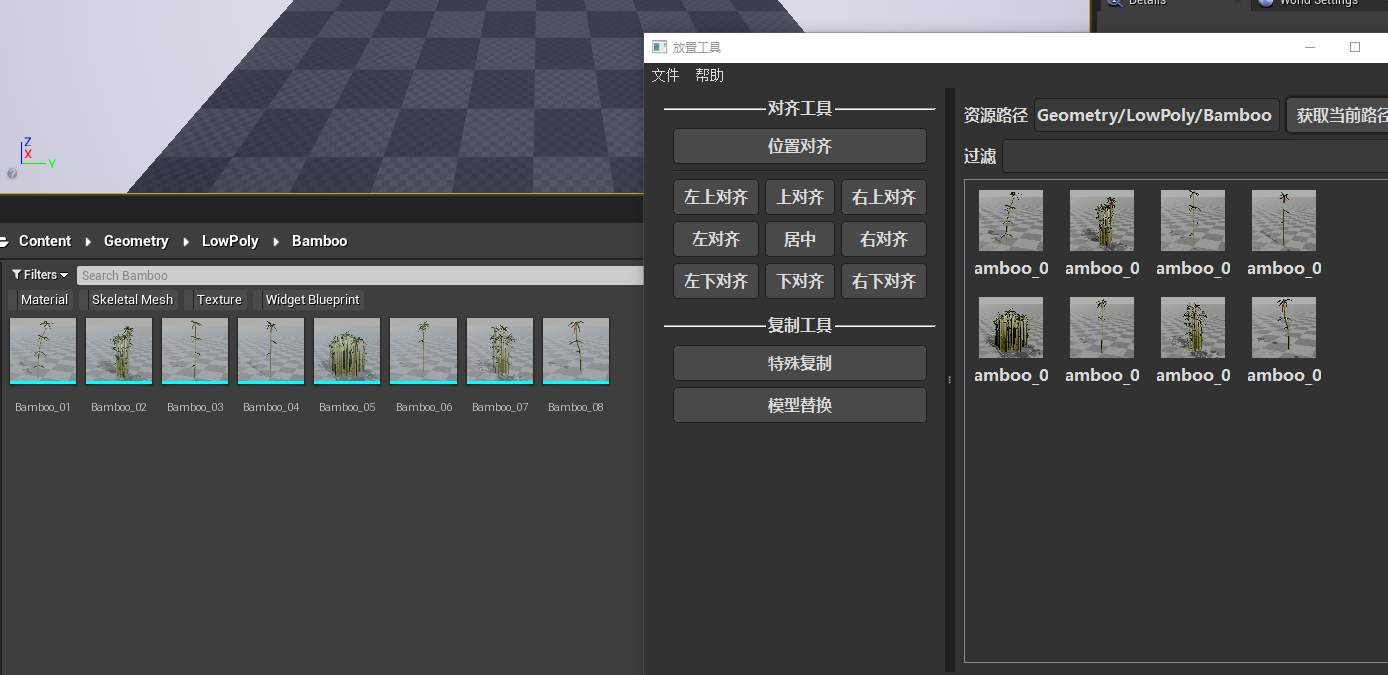 Details
World Settings
放置工具
文件 帮助
对齐工具
位置对齐
左上对齐 上对齐 右上对齐
左对齐 居中 右对齐
左下对齐 下对齐 右下对齐
复制工具
特殊复制
模型替换
资源路径 Geometry/LowPoly/Bamboo 获取当前路径
过滤
amboo_0 amboo_0 amboo_0 amboo_0
amboo_0 amboo_0 amboo_0 amboo_0
Z
X
Y
Content Geometry LowPoly Bamboo
Filters Search Bamboo
Material Skeletal Mesh Texture Widget Blueprint
Bamboo_01 Bamboo_02 Bamboo_03 Bamboo_04 Bamboo_05 Bamboo_06 Bamboo_07 Bamboo_08